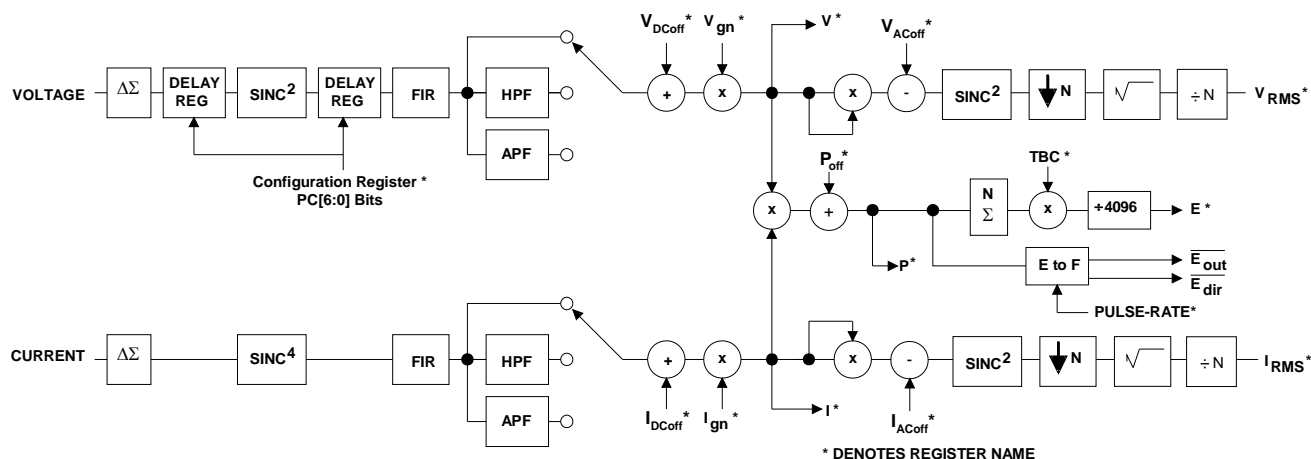 V_DCoff* V_gn* V* V_ACoff*
VOLTAGE ΔΣ DELAY REG SINC² DELAY REG FIR HPF + x x - SINC² N √ ÷N V_RMS*
APF
Configuration Register *
PC[6:0] Bits
P_off* TBC *
x + N Σ x ÷4096 E*
P* E to F E_out
E_dir
PULSE-RATE*
CURRENT ΔΣ SINC⁴ FIR HPF + x x - SINC² N √ ÷N I_RMS*
APF
I_DCoff* I_gn* I* I_ACoff*
* DENOTES REGISTER NAME